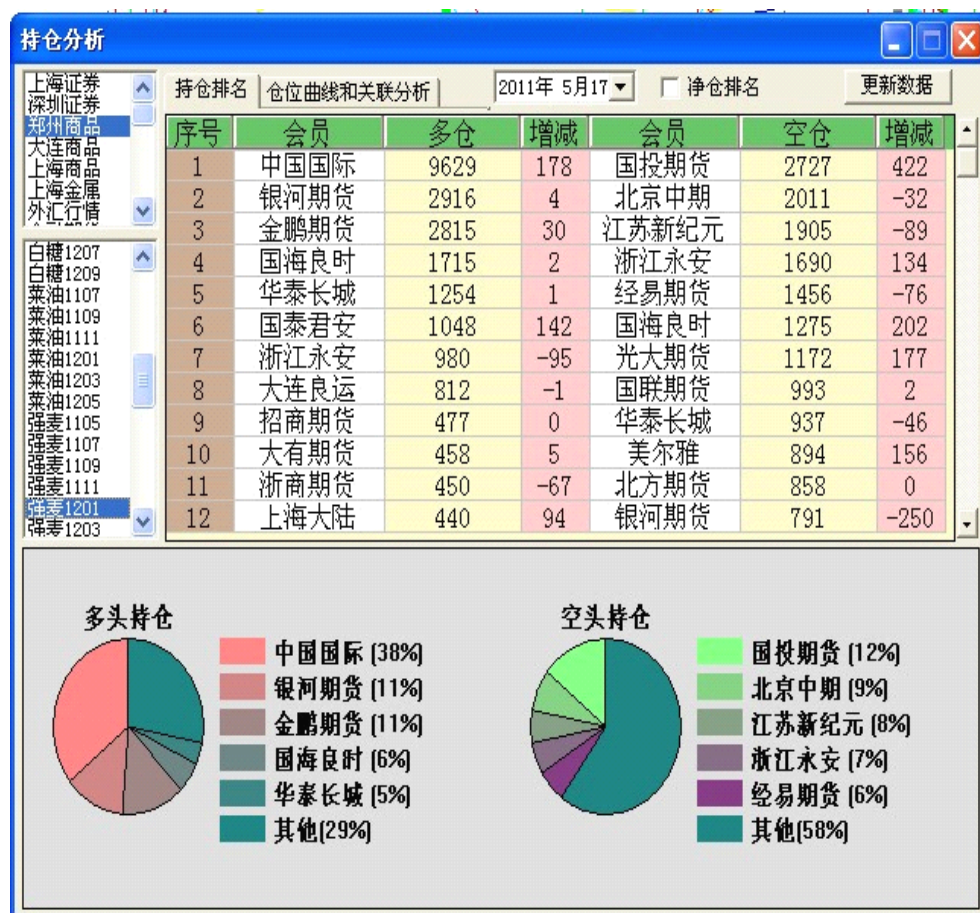 持仓分析
上海证券
深圳证券
郑州商品
大连商品
上海商品
上海金属
外汇行情
白糖1207
白糖1209
菜油1107
菜油1109
菜油1111
菜油1201
菜油1203
菜油1205
强麦1105
强麦1107
强麦1109
强麦1111
强麦1201
强麦1203
持仓排名 仓位曲线和关联分析 2011年 5月17 净仓排名 更新数据
序号 会员 多仓 增减 会员 空仓 增减
1 中国国际 9629 178 国投期货 2727 422
2 银河期货 2916 4 北京中期 2011 -32
3 金鹏期货 2815 30 江苏新纪元 1905 -89
4 国海良时 1715 2 浙江永安 1690 134
5 华泰长城 1254 1 经易期货 1456 -76
6 国泰君安 1048 142 国海良时 1275 202
7 浙江永安 980 -95 光大期货 1172 177
8 大连良运 812 -1 国联期货 993 2
9 招商期货 477 0 华泰长城 937 -46
10 大有期货 458 5 美尔雅 894 156
11 浙商期货 450 -67 北方期货 858 0
12 上海大陆 440 94 银河期货 791 -250
多头持仓
中国国际 (38%)
银河期货 (11%)
金鹏期货 (11%)
国海良时 (6%)
华泰长城 (5%)
其他(29%)
空头持仓
国投期货 (12%)
北京中期 (9%)
江苏新纪元 (8%)
浙江永安 (7%)
经易期货 (6%)
其他(58%)